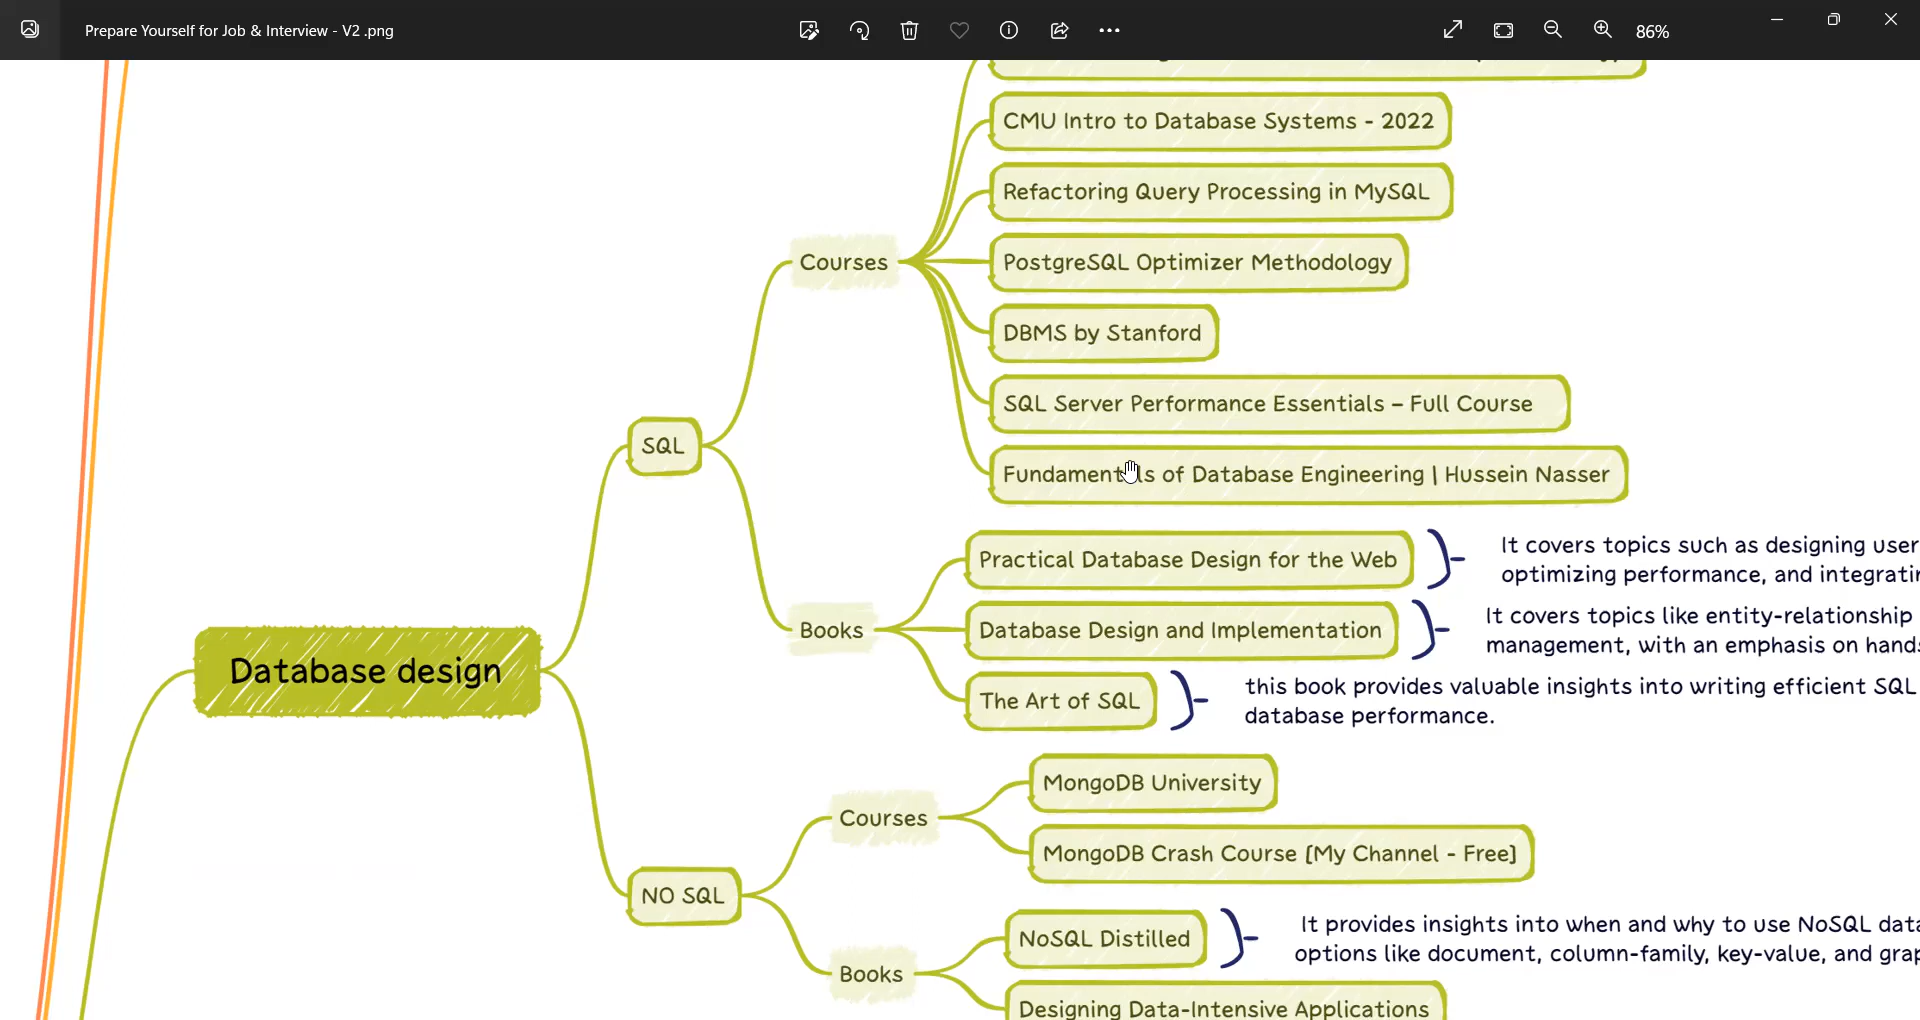 Prepare Yourself for Job & Interview - V2 .png
86%
CMU Intro to Database Systems - 2022
Refactoring Query Processing in MySQL
Courses
PostgreSQL Optimizer Methodology
DBMS by Stanford
SQL Server Performance Essentials – Full Course
SQL
Fundamentals of Database Engineering | Hussein Nasser
Practical Database Design for the Web
It covers topics such as designing user
optimizing performance, and
Books
Database Design and Implementation
It covers topics like entity-relationship
management, with an emphasis on
The Art of SQL
this book provides valuable insights into writing efficient SQL
database performance.
Database design
MongoDB University
Courses
MongoDB Crash Course [My Channel - Free]
NO SQL
NoSQL Distilled
It provides insights into when and why to use NoSQL
options like document, column-family, key-value, and
Books
Designing Data-Intensive Applications